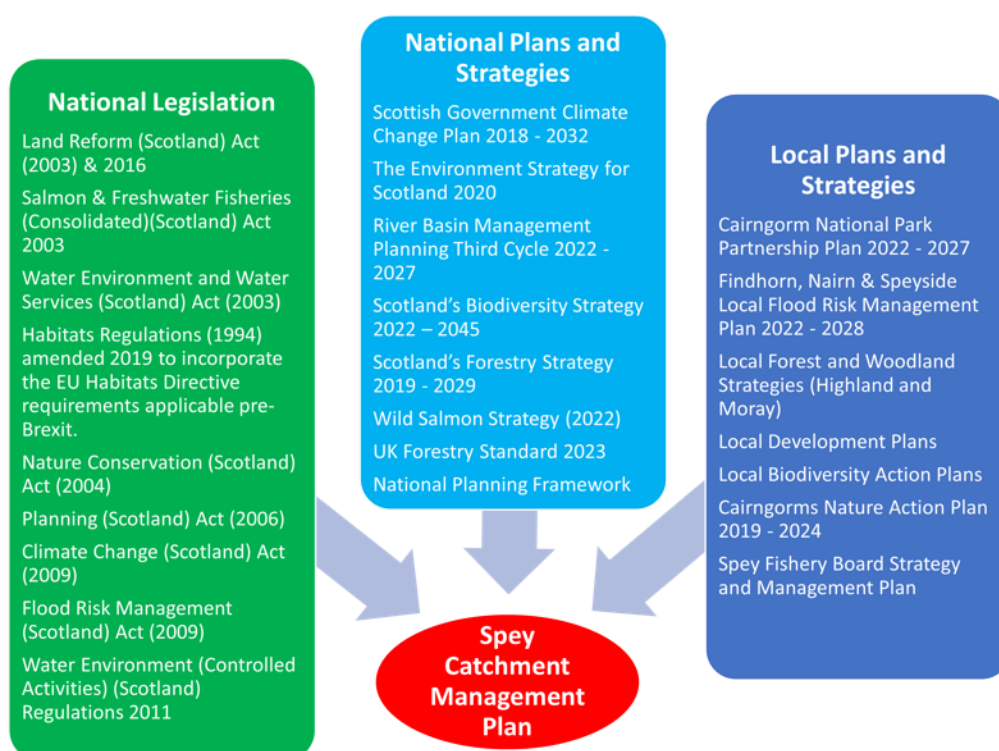 National Legislation
Land Reform (Scotland) Act
(2003) & 2016
Salmon & Freshwater Fisheries
(Consolidated)(Scotland) Act
2003
Water Environment and Water
Services (Scotland) Act (2003)
Habitats Regulations (1994)
amended 2019 to incorporate
the EU Habitats Directive
requirements applicable pre-
Brexit.
Nature Conservation (Scotland)
Act (2004)
Planning (Scotland) Act (2006)
Climate Change (Scotland) Act
(2009)
Flood Risk Management
(Scotland) Act (2009)
Water Environment (Controlled
Activities) (Scotland)
Regulations 2011
National Plans and
Strategies
Scottish Government Climate
Change Plan 2018 - 2032
The Environment Strategy for
Scotland 2020
River Basin Management
Planning Third Cycle 2022 -
2027
Scotland’s Biodiversity Strategy
2022 – 2045
Scotland’s Forestry Strategy
2019 - 2029
Wild Salmon Strategy (2022)
UK Forestry Standard 2023
National Planning Framework
Local Plans and
Strategies
Cairngorm National Park
Partnership Plan 2022 - 2027
Findhorn, Nairn & Speyside
Local Flood Risk Management
Plan 2022 - 2028
Local Forest and Woodland
Strategies (Highland and
Moray)
Local Development Plans
Local Biodiversity Action Plans
Cairngorms Nature Action Plan
2019 - 2024
Spey Fishery Board Strategy
and Management Plan
Spey
Catchment
Management
Plan